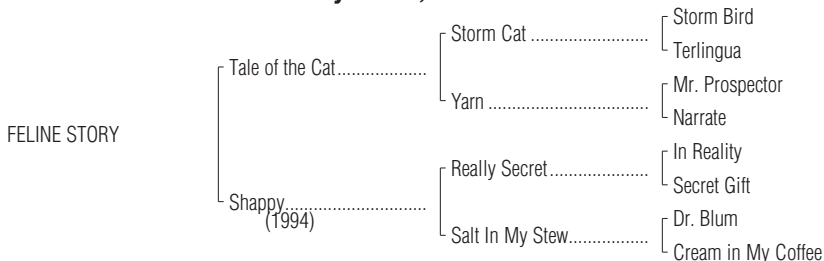 Storm Bird
Storm Cat ........................
Terlingua
Tale of the Cat...................
Mr. Prospector
Yarn ..................................
Narrate
FELINE STORY
In Reality
Really Secret.....................
Secret Gift
Shappy..............................
(1994)
Dr. Blum
Salt In My Stew.................
Cream in My Coffee